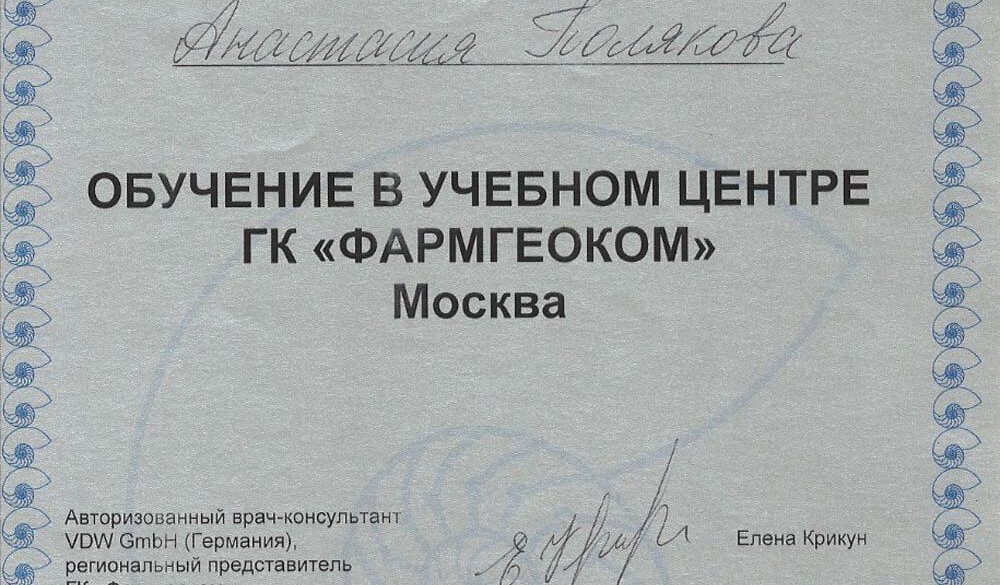 Анастасия Полякова
ОБУЧЕНИЕ В УЧЕБНОМ ЦЕНТРЕ
ГК «ФАРМГЕОКОМ»
Москва
Авторизованный врач-консультант
VDW GmbH (Германия),
региональный представитель
Елена Крикун